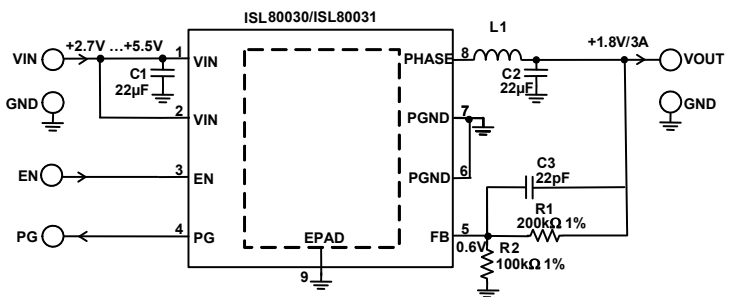 ISL80030/ISL80031
L1
+2.7V ...+5.5V
+1.8V/3A
VIN
1
VIN
PHASE
8
VOUT
C1
22µF
C2
22µF
GND
2
VIN
PGND
7
GND
EN
3
EN
PGND
6
C3
22pF
R1
200kΩ 1%
PG
4
PG
EPAD
FB
5
0.6V
R2
100kΩ 1%
9